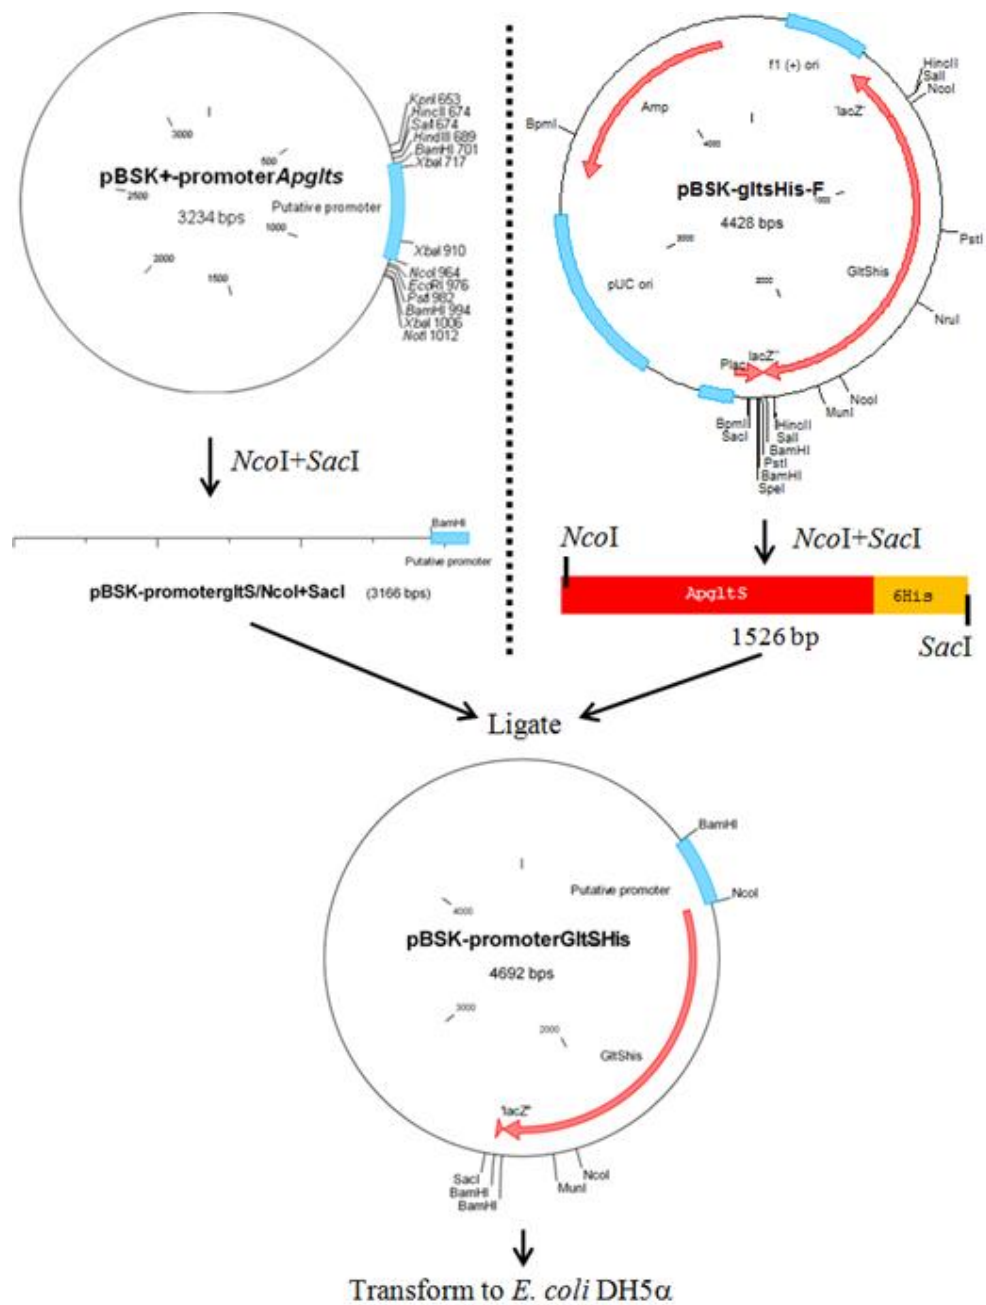 KpnI 653
HincII 674
SalI 674
HindIII 689
BamHI 701
XbaI 717
3000
500
pBSK+-promoterApglts
2500
3234 bps
Putative promoter
1000
2000
1500
XbaI 910
NcoI 964
EcoRI 976
PstI 982
BamHI 994
XbaI 1006
NotI 1012
NcoI+SacI
BamHI
Putative promoter
pBSK-promotergltS/NcoI+SacI (3166 bps)
f1 (+) ori
HincII
SalI
NcoI
'lacZ'
Amp
BpmI
4000
pBSK-gltsHis-F
1000
4428 bps
PstI
3000
GltShis
pUC ori
2000
NruI
Plac
lacZ'
NcoI
MunI
BpmI
SacI
HincII
SalI
BamHI
PstI
BamHI
SpeI
NcoI
NcoI+SacI
ApgltS
6His
1526 bp
SacI
Ligate
BamHI
Putative promoter
NcoI
4000
pBSK-promoterGltSHis
4692 bps
3000
2000
GltShis
'lacZ'
SacI
BamHI
BamHI
MunI
NcoI
Transform to E. coli DH5α